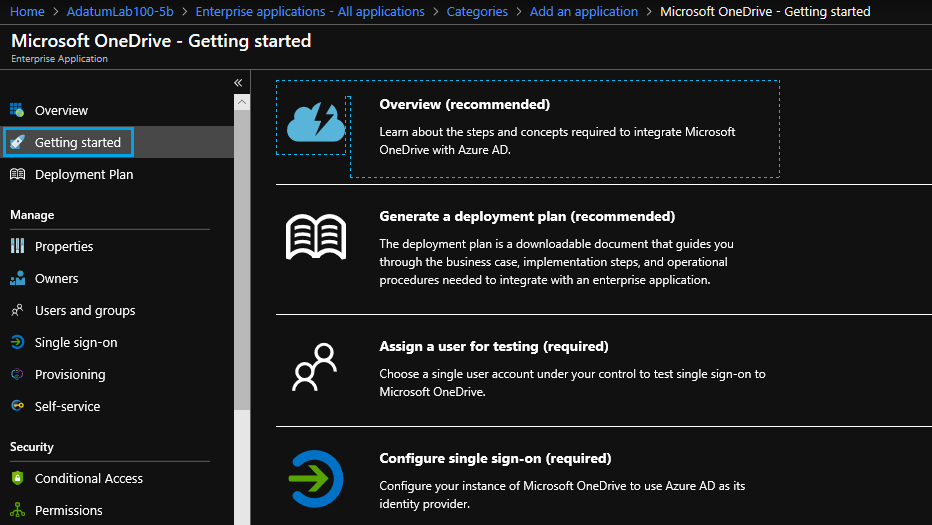 Home > AdatumLab100-5b > Enterprise applications - All applications > Categories > Add an application > Microsoft OneDrive - Getting started
Microsoft OneDrive - Getting started
Enterprise Application
«
Overview
Getting started
Deployment Plan
Manage
Properties
Owners
Users and groups
Single sign-on
Provisioning
Self-service
Security
Conditional Access
Permissions
Overview (recommended)
Learn about the steps and concepts required to integrate Microsoft
OneDrive with Azure AD.
Generate a deployment plan (recommended)
The deployment plan is a downloadable document that guides you
through the business case, implementation steps, and operational
procedures needed to integrate with an enterprise application.
Assign a user for testing (required)
Choose a single user account under your control to test single sign-on to
Microsoft OneDrive.
Configure single sign-on (required)
Configure your instance of Microsoft OneDrive to use Azure AD as its
identity provider.